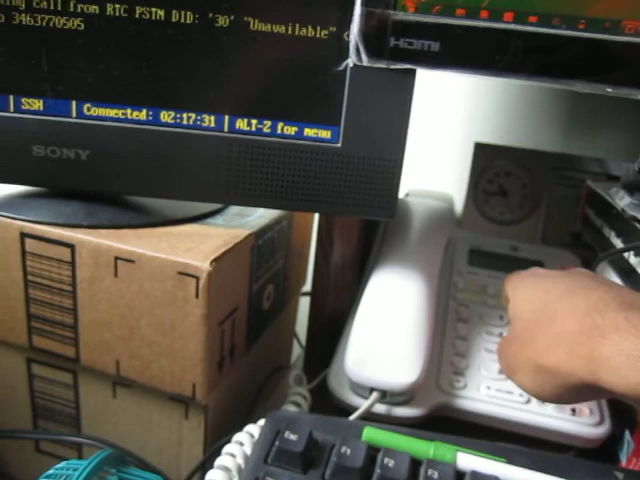 ing call from RTC PSTN DID: '30' "Unavailable" <
o 3463770505
HDMI
SSH | Connected: 02:17:31 | ALT-Z for menu
SONY
Esc
F1
F2
F3